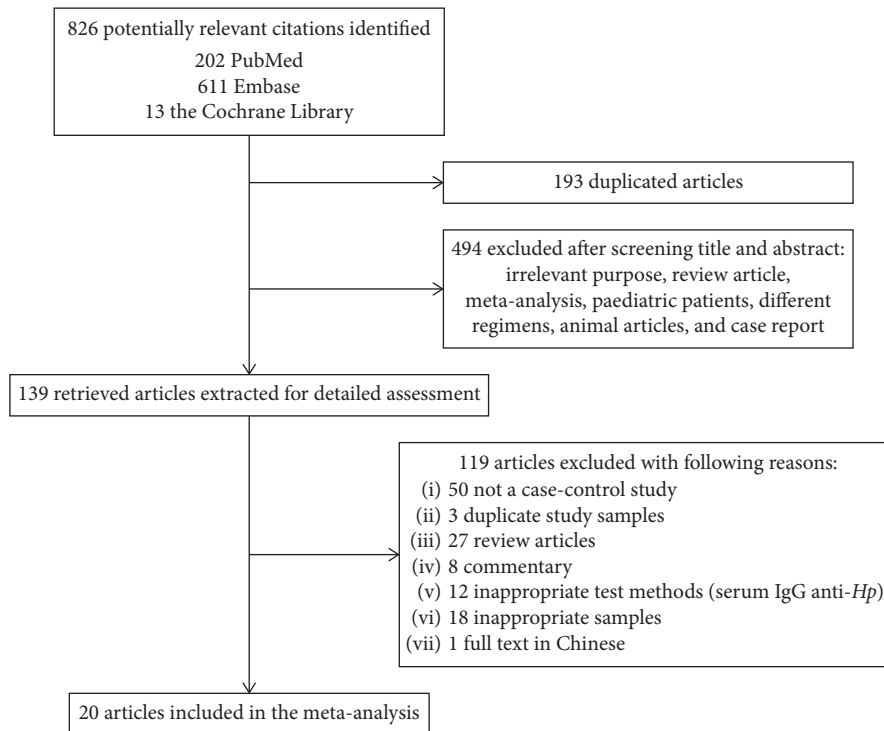 826 potentially relevant citations identified
202 PubMed
611 Embase
13 the Cochrane Library
193 duplicated articles
494 excluded after screening title and abstract:
irrelevant purpose, review article,
meta-analysis, paediatric patients, different
regimens, animal articles, and case report
139 retrieved articles extracted for detailed assessment
119 articles excluded with following reasons:
(i) 50 not a case-control study
(ii) 3 duplicate study samples
(iii) 27 review articles
(iv) 8 commentary
(v) 12 inappropriate test methods (serum IgG anti-Hp)
(vi) 18 inappropriate samples
(vii) 1 full text in Chinese
20 articles included in the meta-analysis